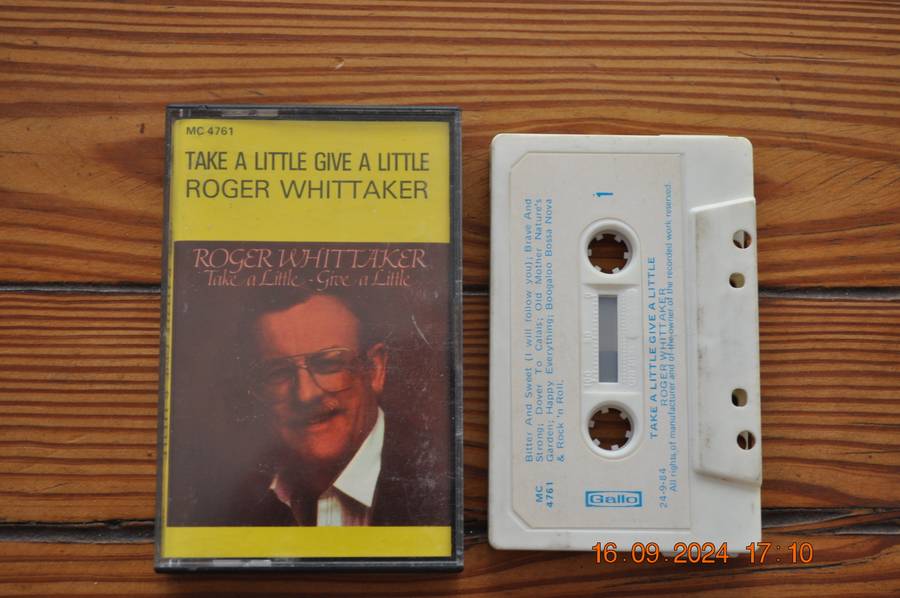 MC 4761
TAKE A LITTLE GIVE A LITTLE
ROGER WHITTAKER
ROGER WHITTAKER
Take a Little - Give a Little
1
Bitter And Sweet (I will follow you); Brave And
Strong; Dover To Calais; Old Mother Nature's
Garden; Happy Everything; Boogaloo Bossa Nova
& Rock 'n Roll.
MC
4761
Gallo
TAKE A LITTLE GIVE A LITTLE
ROGER WHITTAKER
24-9-84
All rights of manufacturer and of the owner of the recorded work reserved.
16.09.2024 17:10